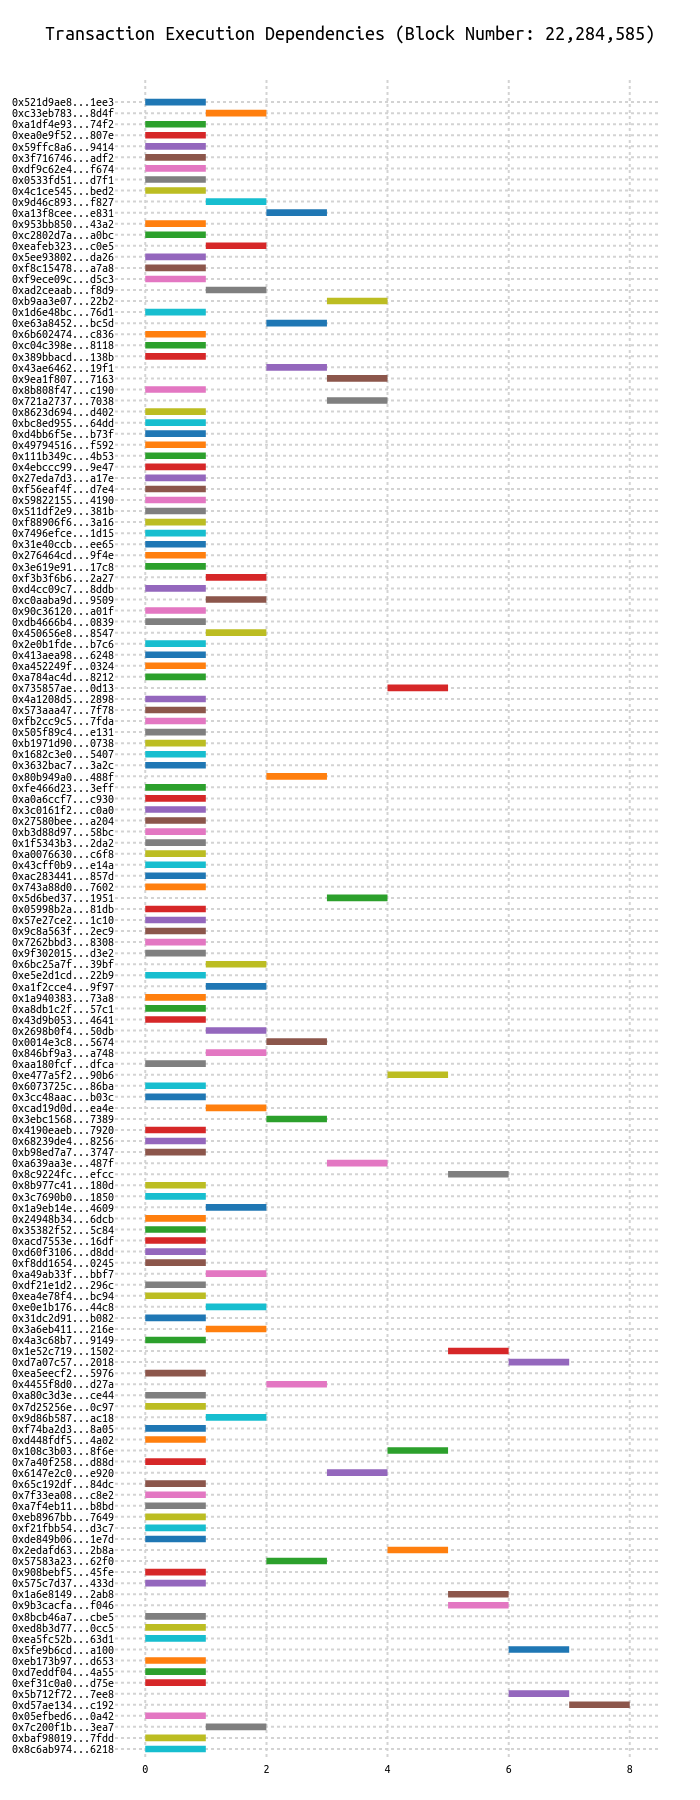 Transaction Execution Dependencies (Block Number: 22,284,585)
0x521d9ae8...1ee3
0xc33eb783...8d4f
0xa1df4e93...74f2
0xea0e9f52...807e
0x59ffc8a6...9414
0x3f716746...adf2
0xdf9c62e4...f674
0x0533fd51...d7f1
0x4c1ce545...bed2
0x9d46c893...f827
0xa13f8cee...e831
0x953bb850...43a2
0xc2802d7a...a0bc
0xeafeb323...c0e5
0x5ee93802...da26
0xf8c15478...a7a8
0xf9ece09c...d5c3
0xad2ceaab...f8d9
0xb9aa3e07...22b2
0x1d6e48bc...76d1
0xe63a8452...bc5d
0x6b602474...c836
0xc04c398e...8118
0x389bbacd...138b
0x43ae6462...19f1
0x9ea1f807...7163
0x8b808f47...c190
0x721a2737...7038
0x8623d694...d402
0xbc8ed955...64dd
0xd4bb6f5e...b73f
0x49794516...f592
0x111b349c...4b53
0x4ebccc99...9e47
0x27eda7d3...a17e
0xf56eaf4f...d7e4
0x59822155...4190
0x511df2e9...381b
0xf88906f6...3a16
0x7496efce...1d15
0x31e40ccb...ee65
0x276464cd...9f4e
0x3e619e91...17c8
0xf3b3f6b6...2a27
0xd4cc09c7...8ddb
0xc0aaba9d...9509
0x90c36120...a01f
0xdb4666b4...0839
0x450656e8...8547
0x2e0b1fde...b7c6
0x413aea98...6248
0xa452249f...0324
0xa784ac4d...8212
0x735857ae...0d13
0x4a1208d5...2898
0x573aaa47...7f78
0xfb2cc9c5...7fda
0x505f89c4...e131
0xb1971d90...0738
0x1682c3e0...5407
0x3632bac7...3a2c
0x80b949a0...488f
0xfe466d23...3eff
0xa0a6ccf7...c930
0x3c0161f2...c0a0
0x27580bee...a204
0xb3d88d97...58bc
0x1f5343b3...2da2
0xa0076630...c6f8
0x43cff0b9...e14a
0xac283441...857d
0x743a88d0...7602
0x5d6bed37...1951
0x05998b2a...81db
0x57e27ce2...1c10
0x9c8a563f...2ec9
0x7262bbd3...8308
0x9f302015...d3e2
0x6bc25a7f...39bf
0xe5e2d1cd...22b9
0xa1f2cce4...9f97
0x1a940383...73a8
0xa8db1c2f...57c1
0x43d9b053...4641
0x2698b0f4...50db
0x0014e3c8...5674
0x846bf9a3...a748
0xaa180fcf...dfca
0xe477a5f2...90b6
0x6073725c...86ba
0x3cc48aac...b03c
0xcad19d0d...ea4e
0x3ebc1568...7389
0x4190eaeb...7920
0x68239de4...8256
0xb98ed7a7...3747
0xa639aa3e...487f
0x8c9224fc...efcc
0x8b977c41...180d
0x3c7690b0...1850
0x1a9eb14e...4609
0x24948b34...6dcb
0x35382f52...5c84
0xacd7553e...16df
0xd60f3106...d8dd
0xf8dd1654...0245
0xa49ab33f...bbf7
0xdf21e1d2...296c
0xea4e78f4...bc94
0xe0e1b176...44c8
0x31dc2d91...b082
0x3a6eb411...216e
0x4a3c68b7...9149
0x1e52c719...1502
0xd7a07c57...2018
0xea5eecf2...5976
0x4455f8d0...d27a
0xa80c3d3e...ce44
0x7d25256e...0c97
0x9d86b587...ac18
0xf74ba2d3...8a05
0xd448fdf5...4a02
0x108c3b03...8f6e
0x7a40f258...d88d
0x6147e2c0...e920
0x65c192df...84dc
0x7f33ea08...c8e2
0xa7f4eb11...b8bd
0xeb8967bb...7649
0xf21fbb54...d3c7
0xde849b06...1e7d
0x2edafd63...2b8a
0x57583a23...62f0
0x908bebf5...45fe
0x575c7d37...433d
0x1a6e8149...2ab8
0x9b3cacfa...f046
0x8bcb46a7...cbe5
0xed8b3d77...0cc5
0xea5fc52b...63d1
0x5fe9b6cd...a100
0xeb173b97...d653
0xd7eddf04...4a55
0xef31c0a0...d75e
0x5b712f72...7ee8
0xd57ae134...c192
0x05efbed6...0a42
0x7c200f1b...3ea7
0xbaf98019...7fdd
0x8c6ab974...6218
0 2 4 6 8